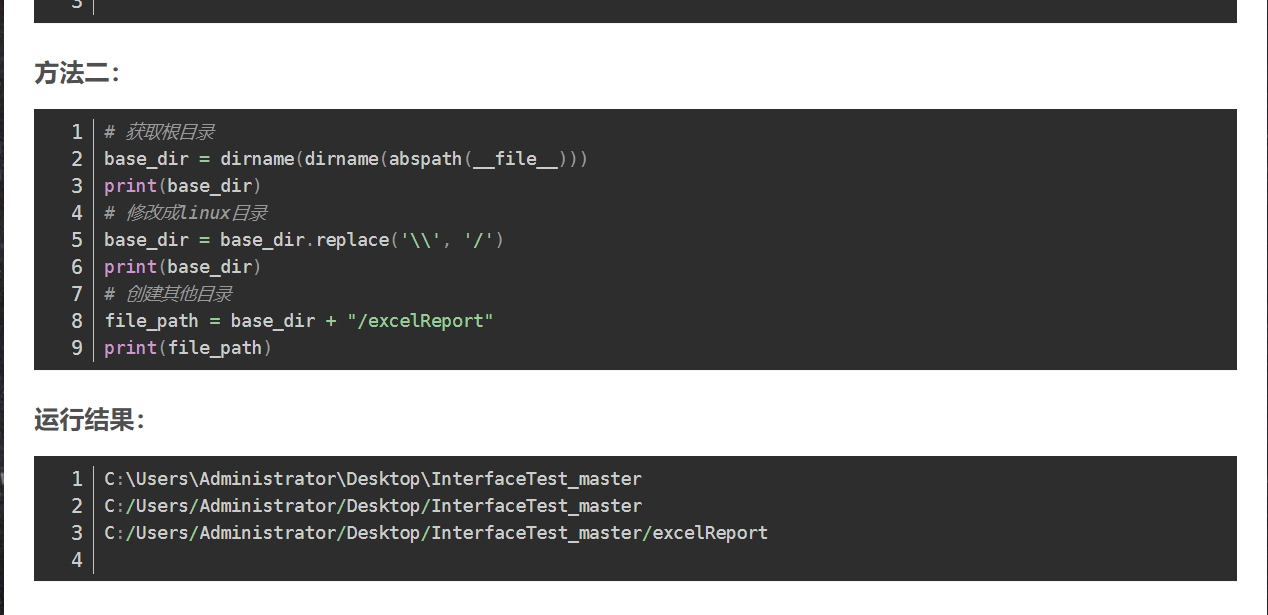 3
方法二：
1 # 获取根目录
2 base_dir = dirname(dirname(abspath(__file__)))
3 print(base_dir)
4 # 修改成linux目录
5 base_dir = base_dir.replace('\\', '/')
6 print(base_dir)
7 # 创建其他目录
8 file_path = base_dir + "/excelReport"
9 print(file_path)
运行结果：
1 C:\Users\Administrator\Desktop\InterfaceTest_master
2 C:/Users/Administrator/Desktop/InterfaceTest_master
3 C:/Users/Administrator/Desktop/InterfaceTest_master/excelReport
4